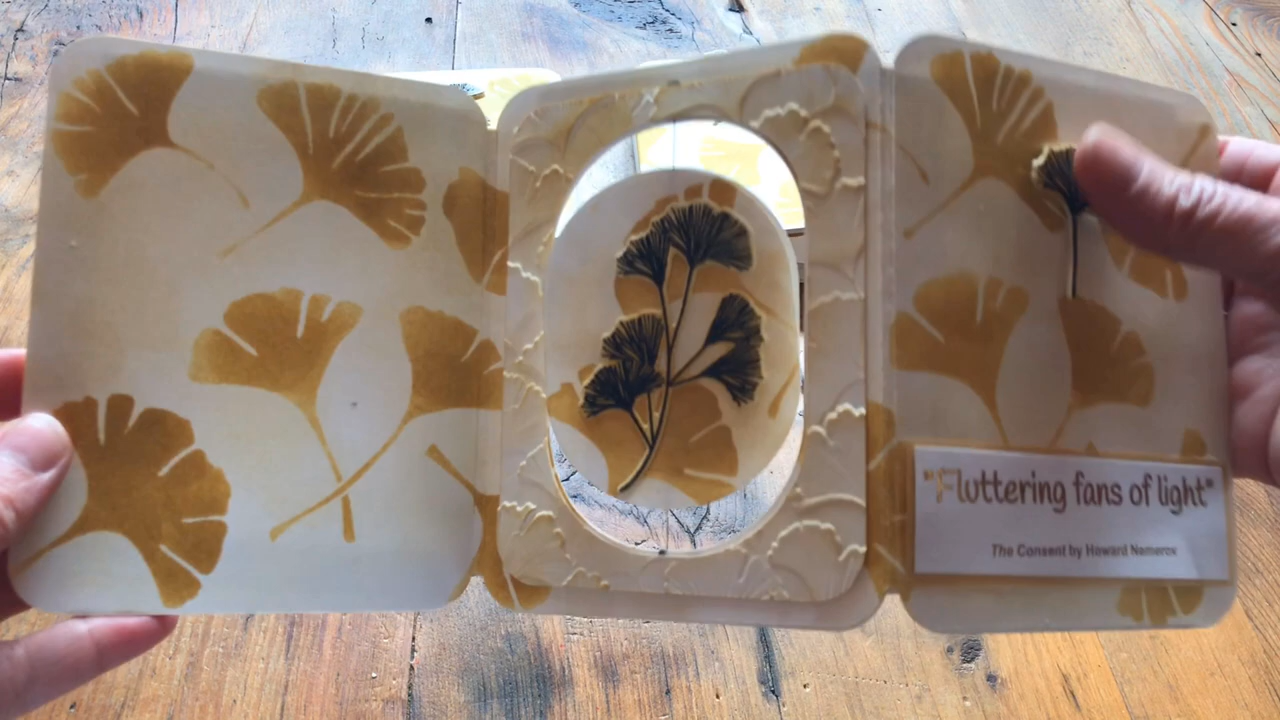 "Fluttering fans of light"
The Consent by Howard Nemerov